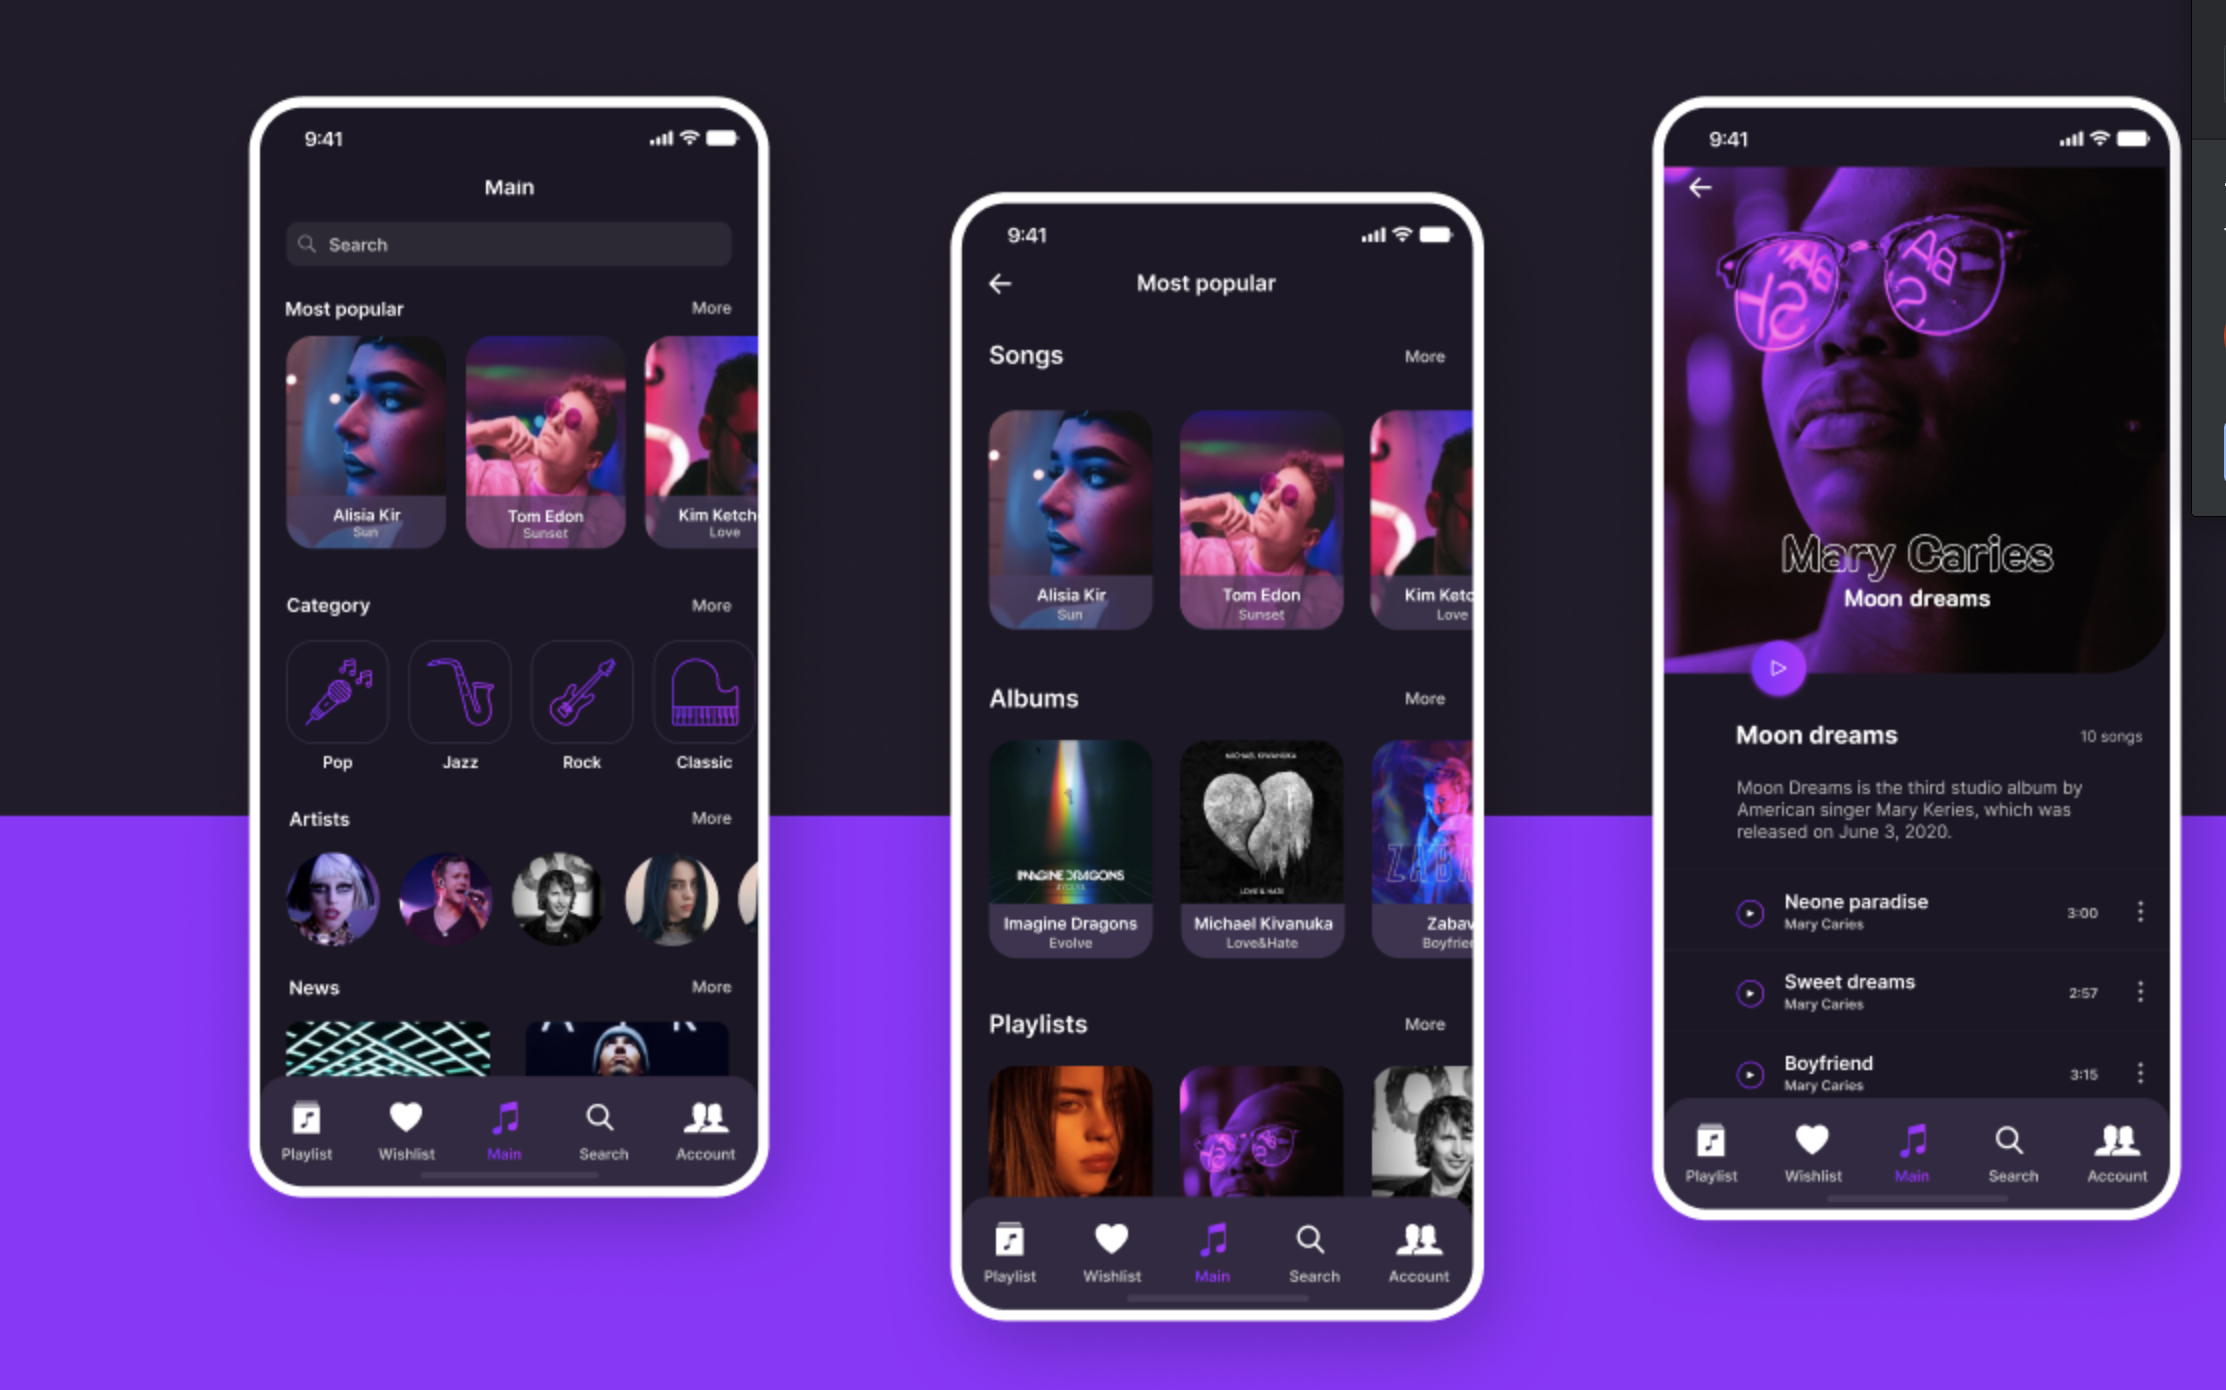 9:41
Main
Search
Most popular
More
Alisia Kir
Sun
Tom Edon
Sunset
Kim Ketch
Love
Category
More
Pop
Jazz
Rock
Classic
Artists
More
News
More
Playlist
Wishlist
Main
Search
Account
9:41
Most popular
Songs
More
Alisia Kir
Sun
Tom Edon
Sunset
Kim Ketc
Love
Albums
More
IMAGINE DRAGONS
EVOLVE
Imagine Dragons
Evolve
MICHAEL KIWANUKA
LOVE & HATE
Michael Kivanuka
Love&Hate
ZABA
Zabav
Boyfrie
Playlists
More
Playlist
Wishlist
Main
Search
Account
9:41
Mary Caries
Moon dreams
Moon dreams
10 songs
Moon Dreams is the third studio album by
American singer Mary Keries, which was
released on June 3, 2020.
Neone paradise
Mary Caries
3:00
Sweet dreams
Mary Caries
2:57
Boyfriend
Mary Caries
3:15
Playlist
Wishlist
Main
Search
Account